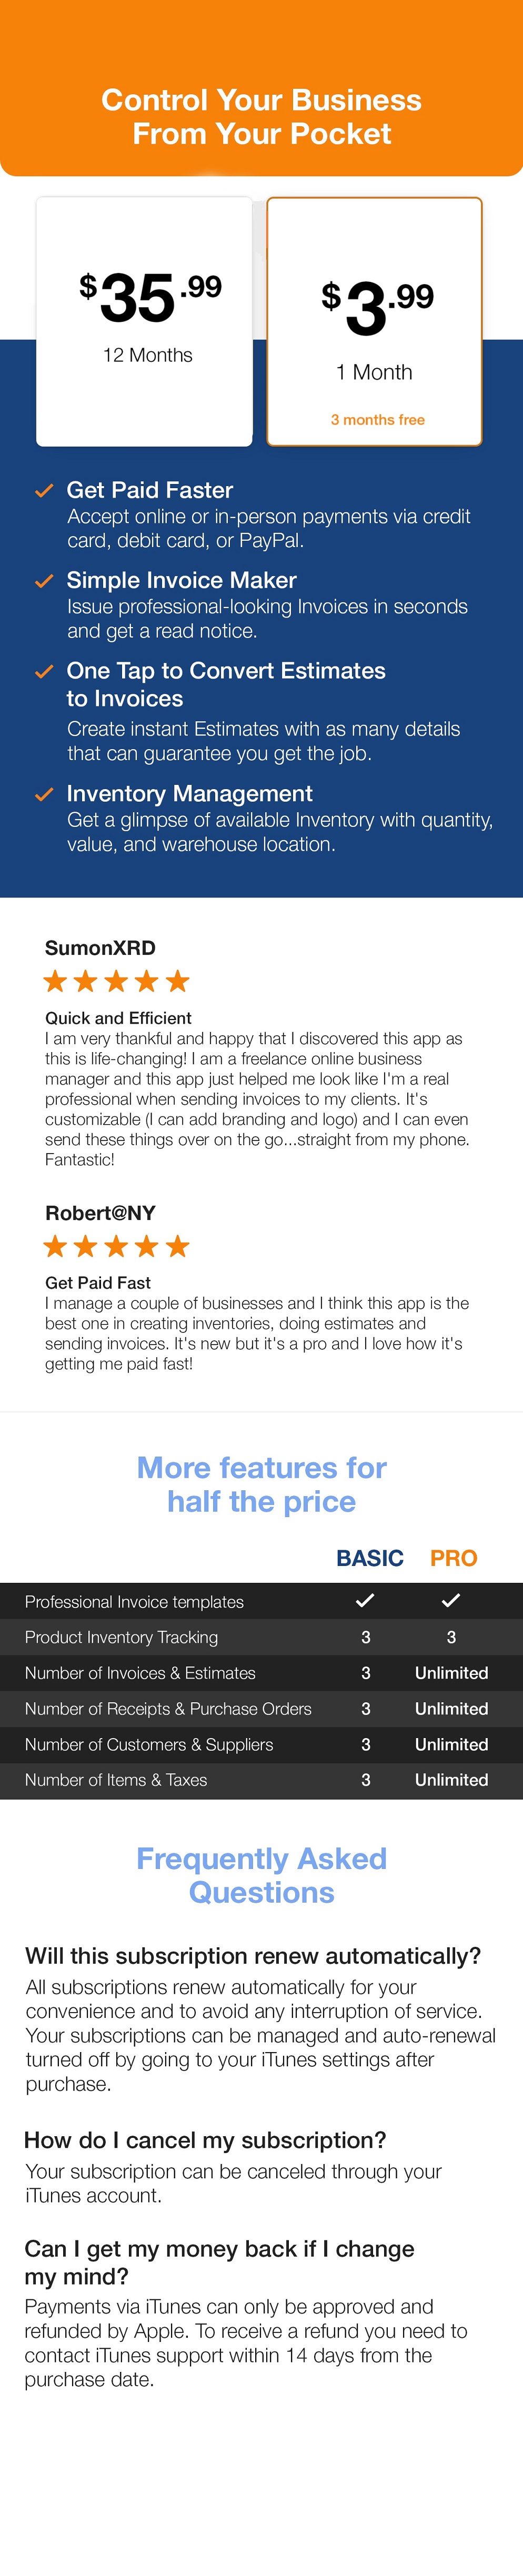 Control Your Business
From Your Pocket
$35.99
12 Months
$3.99
1 Month
3 months free
Get Paid Faster
Accept online or in-person payments via credit
card, debit card, or PayPal.
Simple Invoice Maker
Issue professional-looking Invoices in seconds
and get a read notice.
One Tap to Convert Estimates
to Invoices
Create instant Estimates with as many details
that can guarantee you get the job.
Inventory Management
Get a glimpse of available Inventory with quantity,
value, and warehouse location.
SumonXRD
Quick and Efficient
I am very thankful and happy that I discovered this app as
this is life-changing! I am a freelance online business
manager and this app just helped me look like I'm a real
professional when sending invoices to my clients. It's
customizable (I can add branding and logo) and I can even
send these things over on the go...straight from my phone.
Fantastic!
Robert@NY
Get Paid Fast
I manage a couple of businesses and I think this app is the
best one in creating inventories, doing estimates and
sending invoices. It's new but it's a pro and I love how it's
getting me paid fast!
More features for
half the price
BASIC PRO
Professional Invoice templates
Product Inventory Tracking 3 3
Number of Invoices & Estimates 3 Unlimited
Number of Receipts & Purchase Orders 3 Unlimited
Number of Customers & Suppliers 3 Unlimited
Number of Items & Taxes 3 Unlimited
Frequently Asked
Questions
Will this subscription renew automatically?
All subscriptions renew automatically for your
convenience and to avoid any interruption of service.
Your subscriptions can be managed and auto-renewal
turned off by going to your iTunes settings after
purchase.
How do I cancel my subscription?
Your subscription can be canceled through your
iTunes account.
Can I get my money back if I change
my mind?
Payments via iTunes can only be approved and
refunded by Apple. To receive a refund you need to
contact iTunes support within 14 days from the
purchase date.